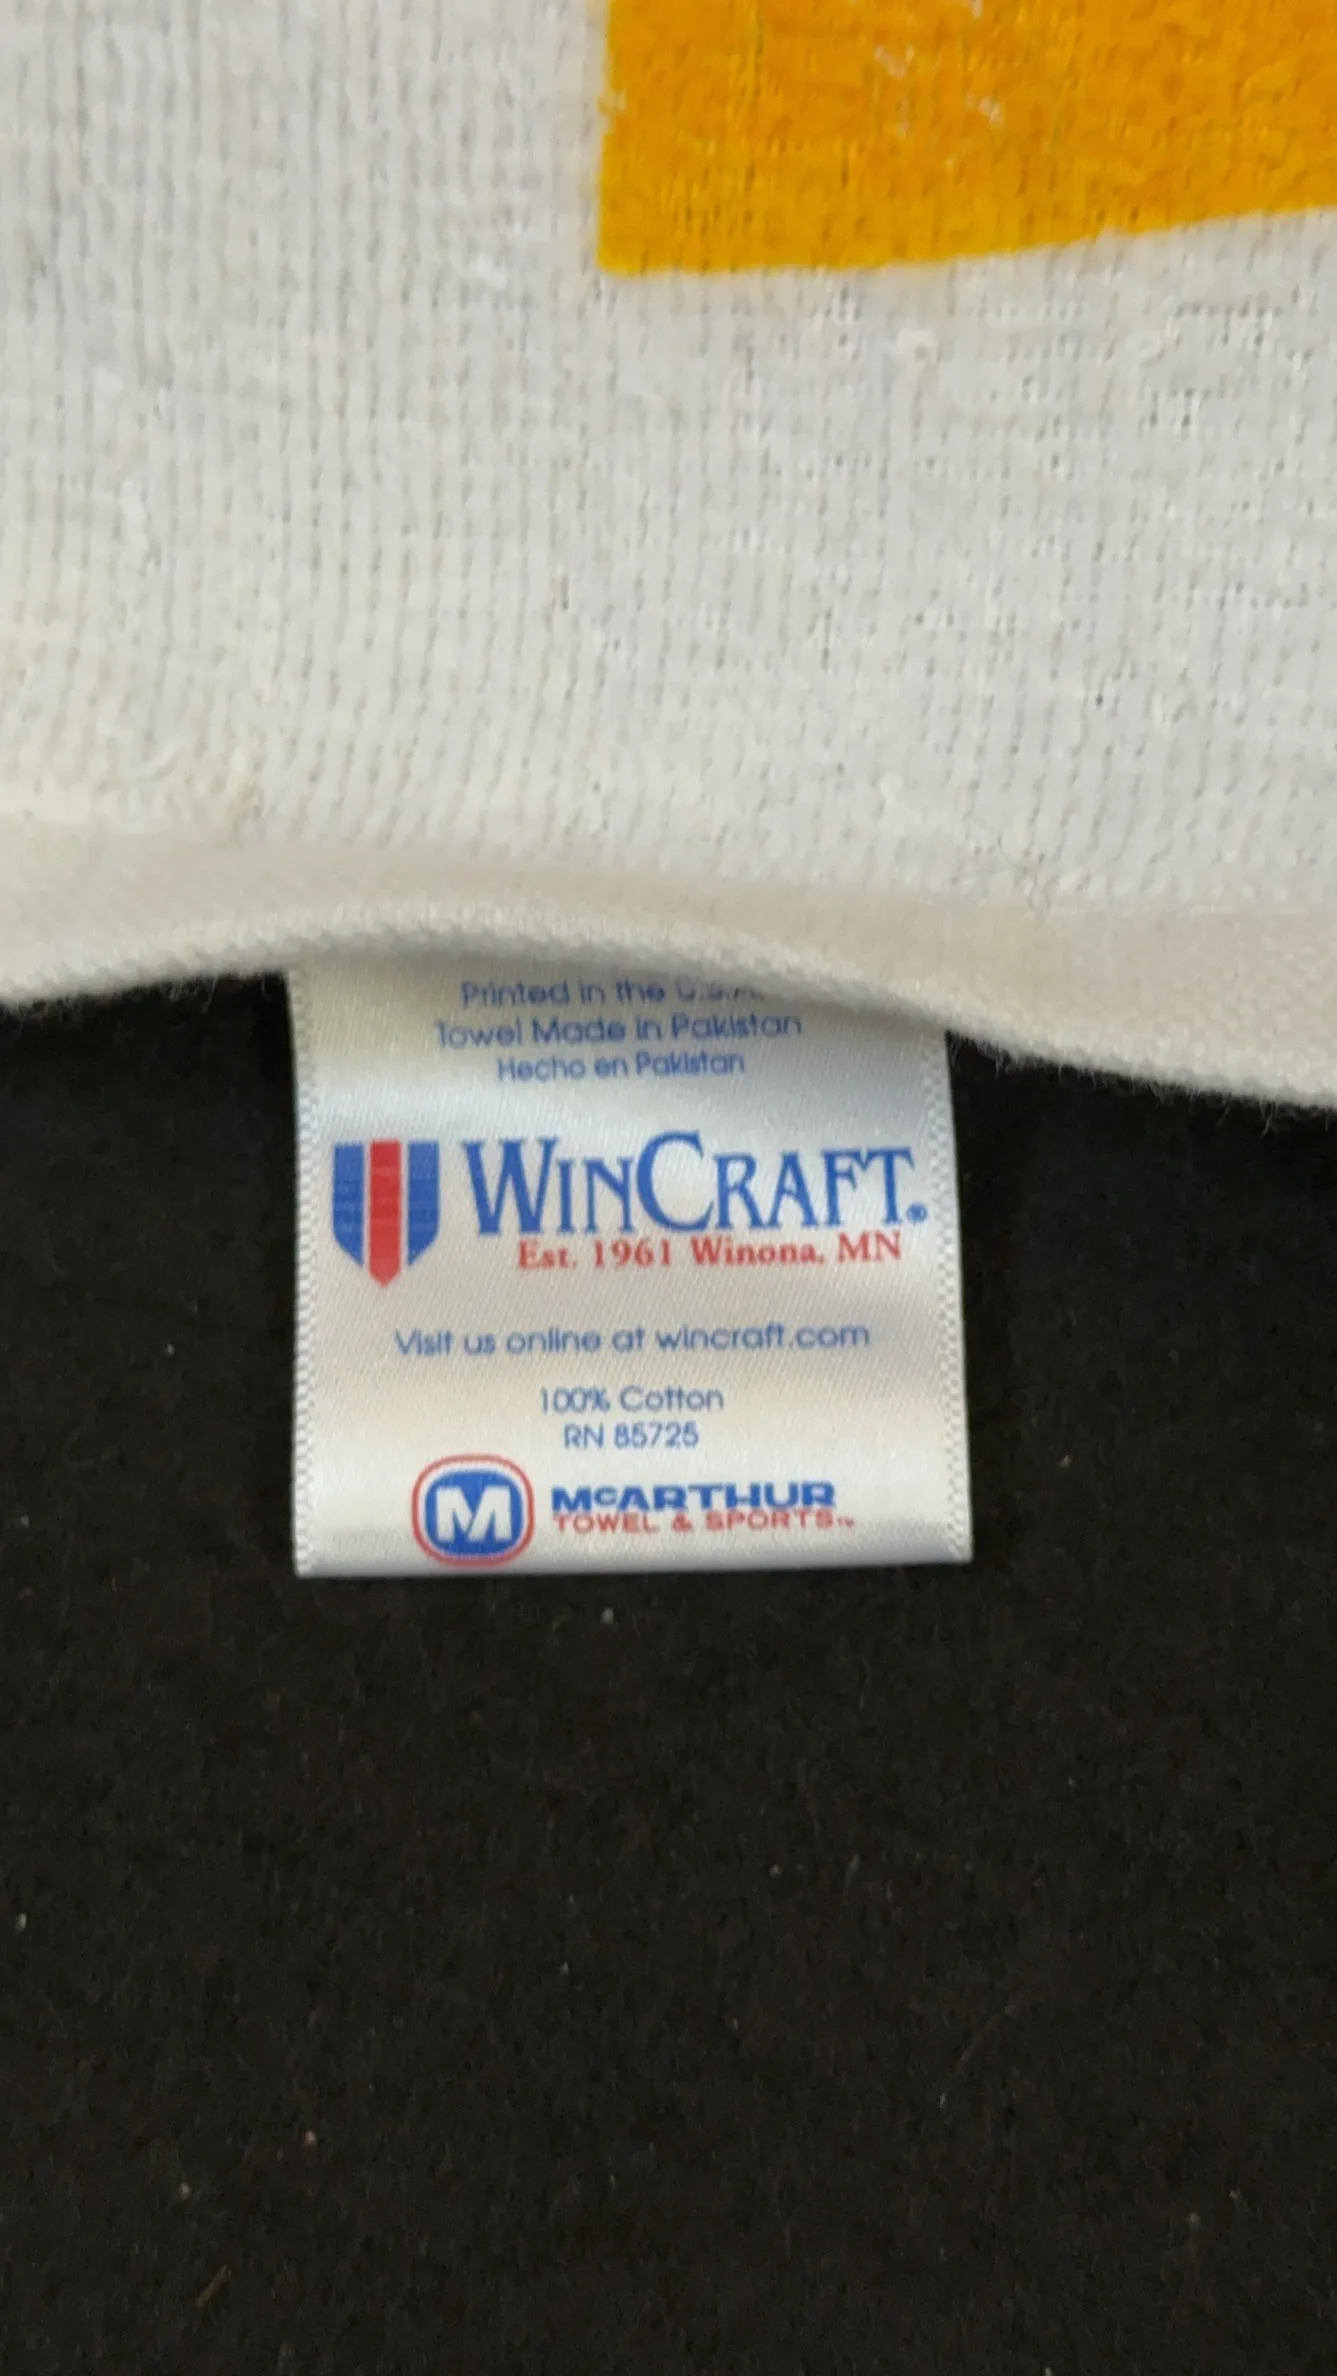 Printed in the U.S.A.
Towel Made in Pakistan
Hecho en Pakistan
WINCRAFT®
Est. 1961 Winona, MN
Visit us online at wincraft.com
100% Cotton
RN 85725
M McARTHUR
TOWEL & SPORTS™